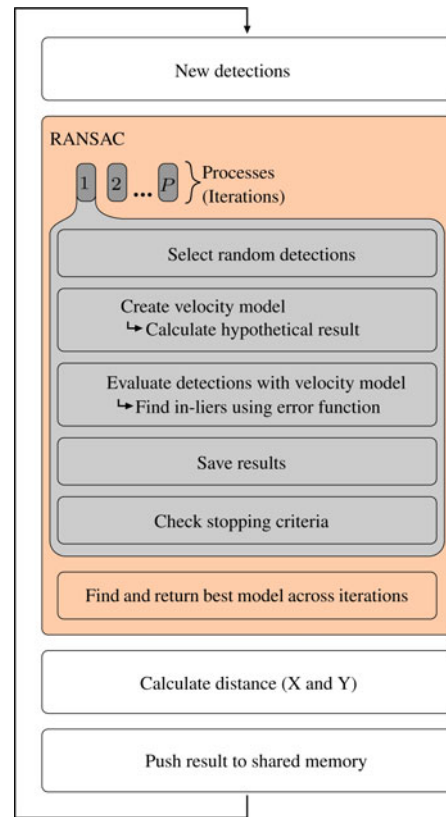 New detections
RANSAC
1 2 ... P
Processes
(Iterations)
Select random detections
Create velocity model
↳ Calculate hypothetical result
Evaluate detections with velocity model
↳ Find in-liers using error function
Save results
Check stopping criteria
Find and return best model across iterations
Calculate distance (X and Y)
Push result to shared memory